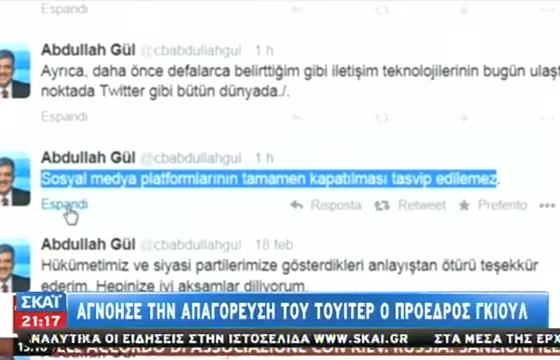 Espandi
Abdullah Gül @cbabdullahgul 1 h
Ayrıca, daha önce defalarca belirttiğim gibi iletişim teknolojilerinin bugün ulaşt
noktada Twitter gibi bütün dünyada./.
Espandi
Abdullah Gül @cbabdullahgul 1 h
Sosyal medya platformlarının tamamen kapatılması tasvip edilemez.
Espandi Risposta Retweet Preferito
Abdullah Gül @cbabdullahgul 18 feb
Hükümetimiz ve siyasi partilerimize gösterdikleri anlayıştan ötürü teşekkür
ederim. Hepinize iyi akşamlar diliyorum.
ΣΚΑΪ
21:17
ΑΓΝΟΗΣΕ ΤΗΝ ΑΠΑΓΟΡΕΥΣΗ ΤΟΥ ΤΟΥΙΤΕΡ Ο ΠΡΟΕΔΡΟΣ ΓΚΙΟΥΛ
ΝΑΛΥΤΙΚΑ ΟΙ ΕΙΔΗΣΕΙΣ ΣΤΗΝ ΙΣΤΟΣΕΛΙΔΑ WWW.SKAI.GR ΣΤΑ ΜΕΣΑ ΤΗΣ ΕΡΓ